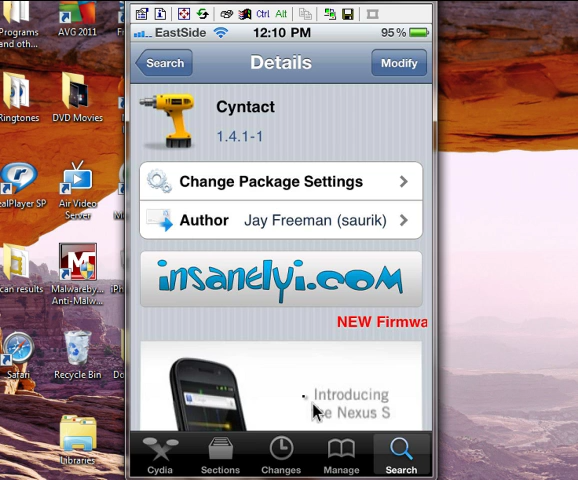 Programs
and oth...
AVG 2011
Ringtones
DVD Movies
RealPlayer SP
Air Video
Server
can results
Malwareby...
Anti-Malw...
Safari
Recycle Bin
Libraries
Ctrl Alt
EastSide
12:10 PM
95%
Search
Details
Modify
Cyntact
1.4.1-1
Change Package Settings
Author Jay Freeman (saurik)
insanelyi.com
NEW Firmwa
Introducing
he Nexus S
Cydia
Sections
Changes
Manage
Search